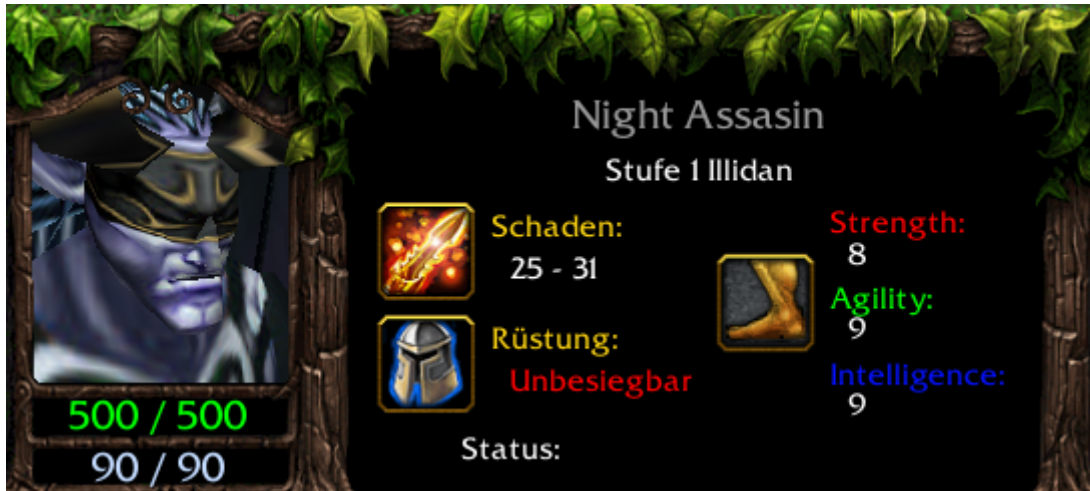 Night Assasin
Stufe 1 Illidan
Schaden:
25 - 31
Rüstung:
Unbesiegbar
Strength:
8
Agility:
9
Intelligence:
9
Status:
500 / 500
90 / 90